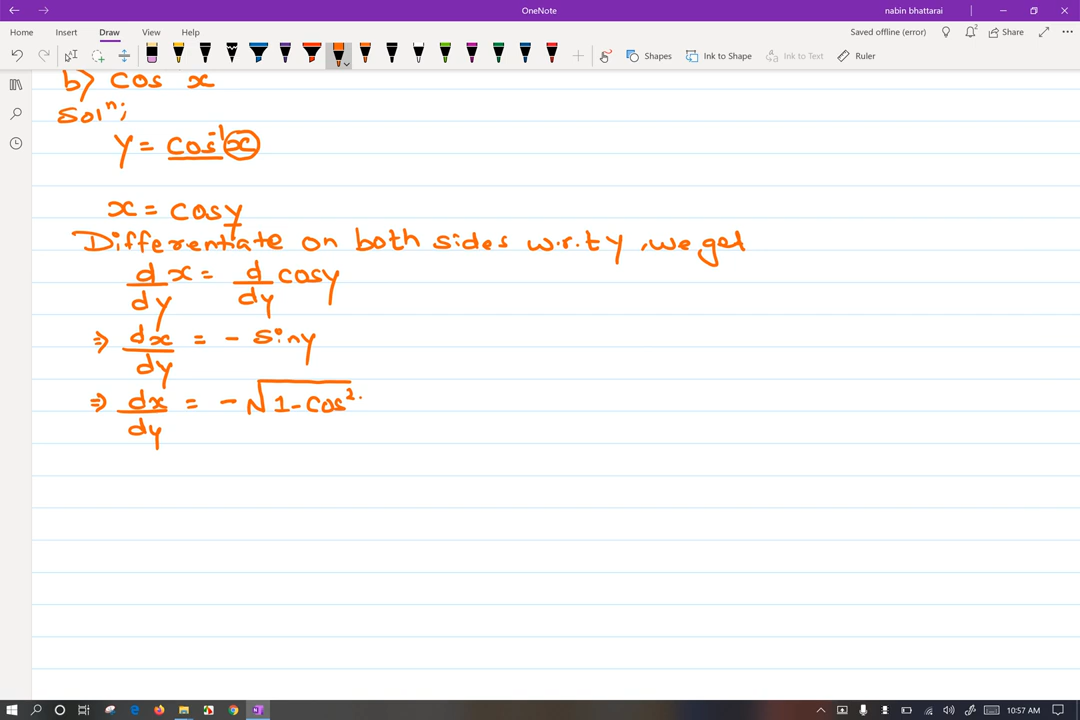 OneNote
nabin bhattarai
Home Insert Draw View Help
Saved offline (error) Share
Shapes Ink to Shape Ink to Text Ruler
b) cos x
Solⁿ;
y = cos⁻¹x
x = cosy
Differentiate on both sides w.r.t y, we get
d/dy x = d/dy cosy
⇒ dx/dy = - siny
⇒ dx/dy = -√1-cos²
10:57 AM